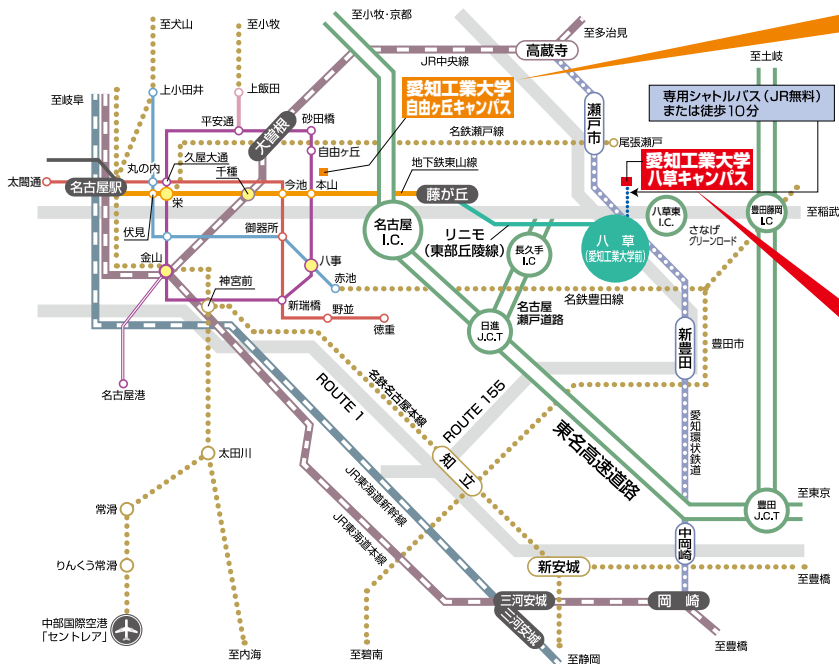 至犬山
至小牧
至小牧・京都
至多治見
高蔵寺
JR中央線
至土岐
至岐阜
上小田井
上飯田
愛知工業大学
自由ヶ丘キャンパス
瀬戸市
専用シャトルバス（JR無料）
または徒歩10分
平安通
砂田橋
大曽根
自由ヶ丘
名鉄瀬戸線
尾張瀬戸
丸の内
久屋大通
千種
地下鉄東山線
愛知工業大学
八草キャンパス
太閤通
名古屋駅
栄
今池
本山
藤が丘
伏見
御器所
名古屋
I.C.
リニモ
（東部丘陵線）
長久手
I.C
八草
（愛知工業大学前）
八草東
I.C.
さなげ
グリーンロード
豊田藤岡
I.C
至稲武
金山
八事
赤池
神宮前
新瑞橋
野並
徳重
名鉄豊田線
名古屋
瀬戸道路
日進
J.C.T
新豊田
豊田市
名古屋港
ROUTE 1
名鉄名古屋本線
ROUTE 155
東名高速道路
愛知環状鉄道
太田川
知立
JR東海道新幹線
JR東海道本線
常滑
りんくう常滑
豊田
J.C.T
至東京
中岡崎
新安城
至豊橋
中部国際空港
「セントレア」
三河安城
三河安城
岡崎
至豊橋
至内海
至碧南
至静岡